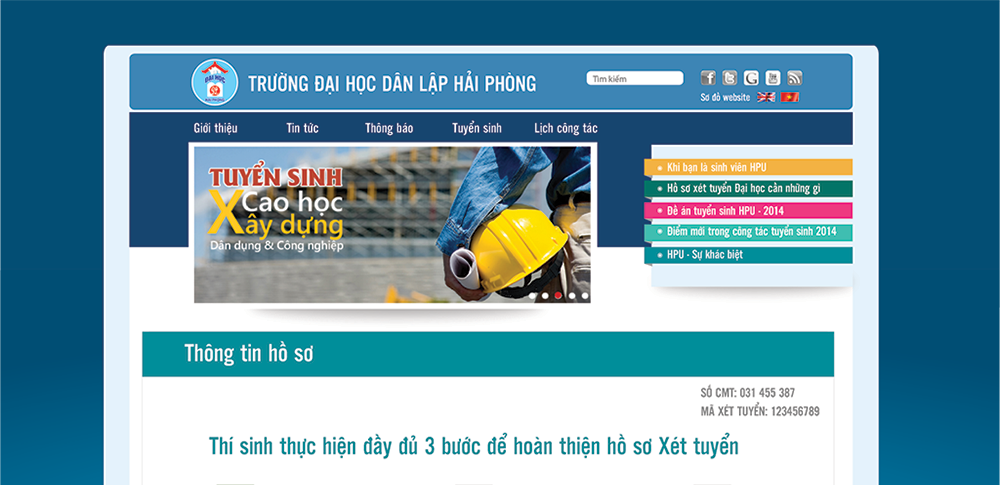 ĐẠI HỌC
TRƯỜNG ĐẠI HỌC DÂN LẬP HẢI PHÒNG
Tìm kiếm
Sơ đồ website
Giới thiệu
Tin tức
Thông báo
Tuyển sinh
Lịch công tác
TUYỂN SINH
Cao học
Xây dựng
Dân dụng & Công nghiệp
Khi bạn là sinh viên HPU
Hồ sơ xét tuyển Đại học cần những gì
Đề án tuyển sinh HPU - 2014
Điểm mới trong công tác tuyển sinh 2014
HPU - Sự khác biệt
Thông tin hồ sơ
SỐ CMT: 031 455 387
MÃ XÉT TUYỂN: 123456789
Thí sinh thực hiện đầy đủ 3 bước để hoàn thiện hồ sơ Xét tuyển